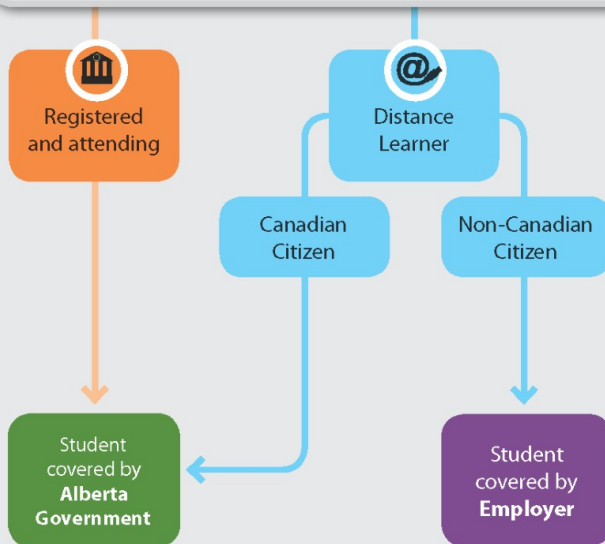 Registered
and attending
Distance
Learner
Canadian
Citizen
Non-Canadian
Citizen
Student
covered by
Alberta
Government
Student
covered by
Employer